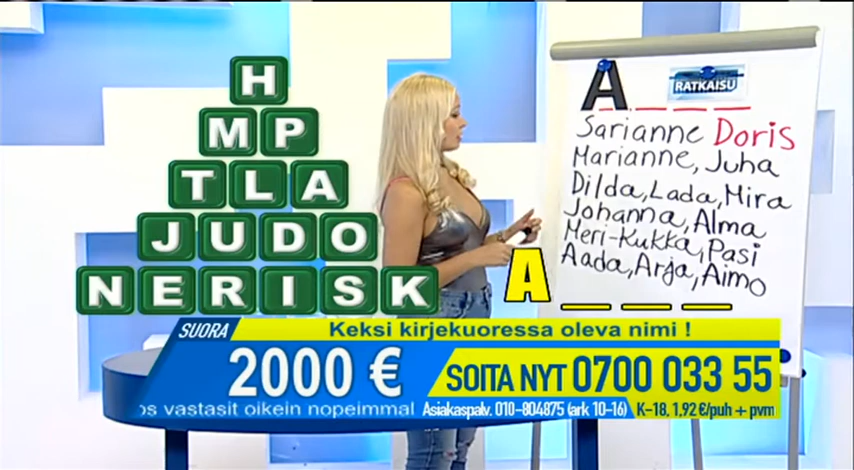 H
MP
TLA
JUDO
NERISK
A _ _ _
RATKAISU
Sarianne Doris
Marianne, Juha
Dilda, Lada, Mira
Johanna, Alma
Meri-Kukka, Pasi
Aada, Arja, Aimo
A _ _ _
SUORA
Keksi kirjekuoressa oleva nimi !
2000 €
SOITA NYT 0700 033 55
os vastasit oikein nopeimmal
Asiakaspalv. 010-804875 (ark 10-16)
K-18, 1,92 €/puh + pvm